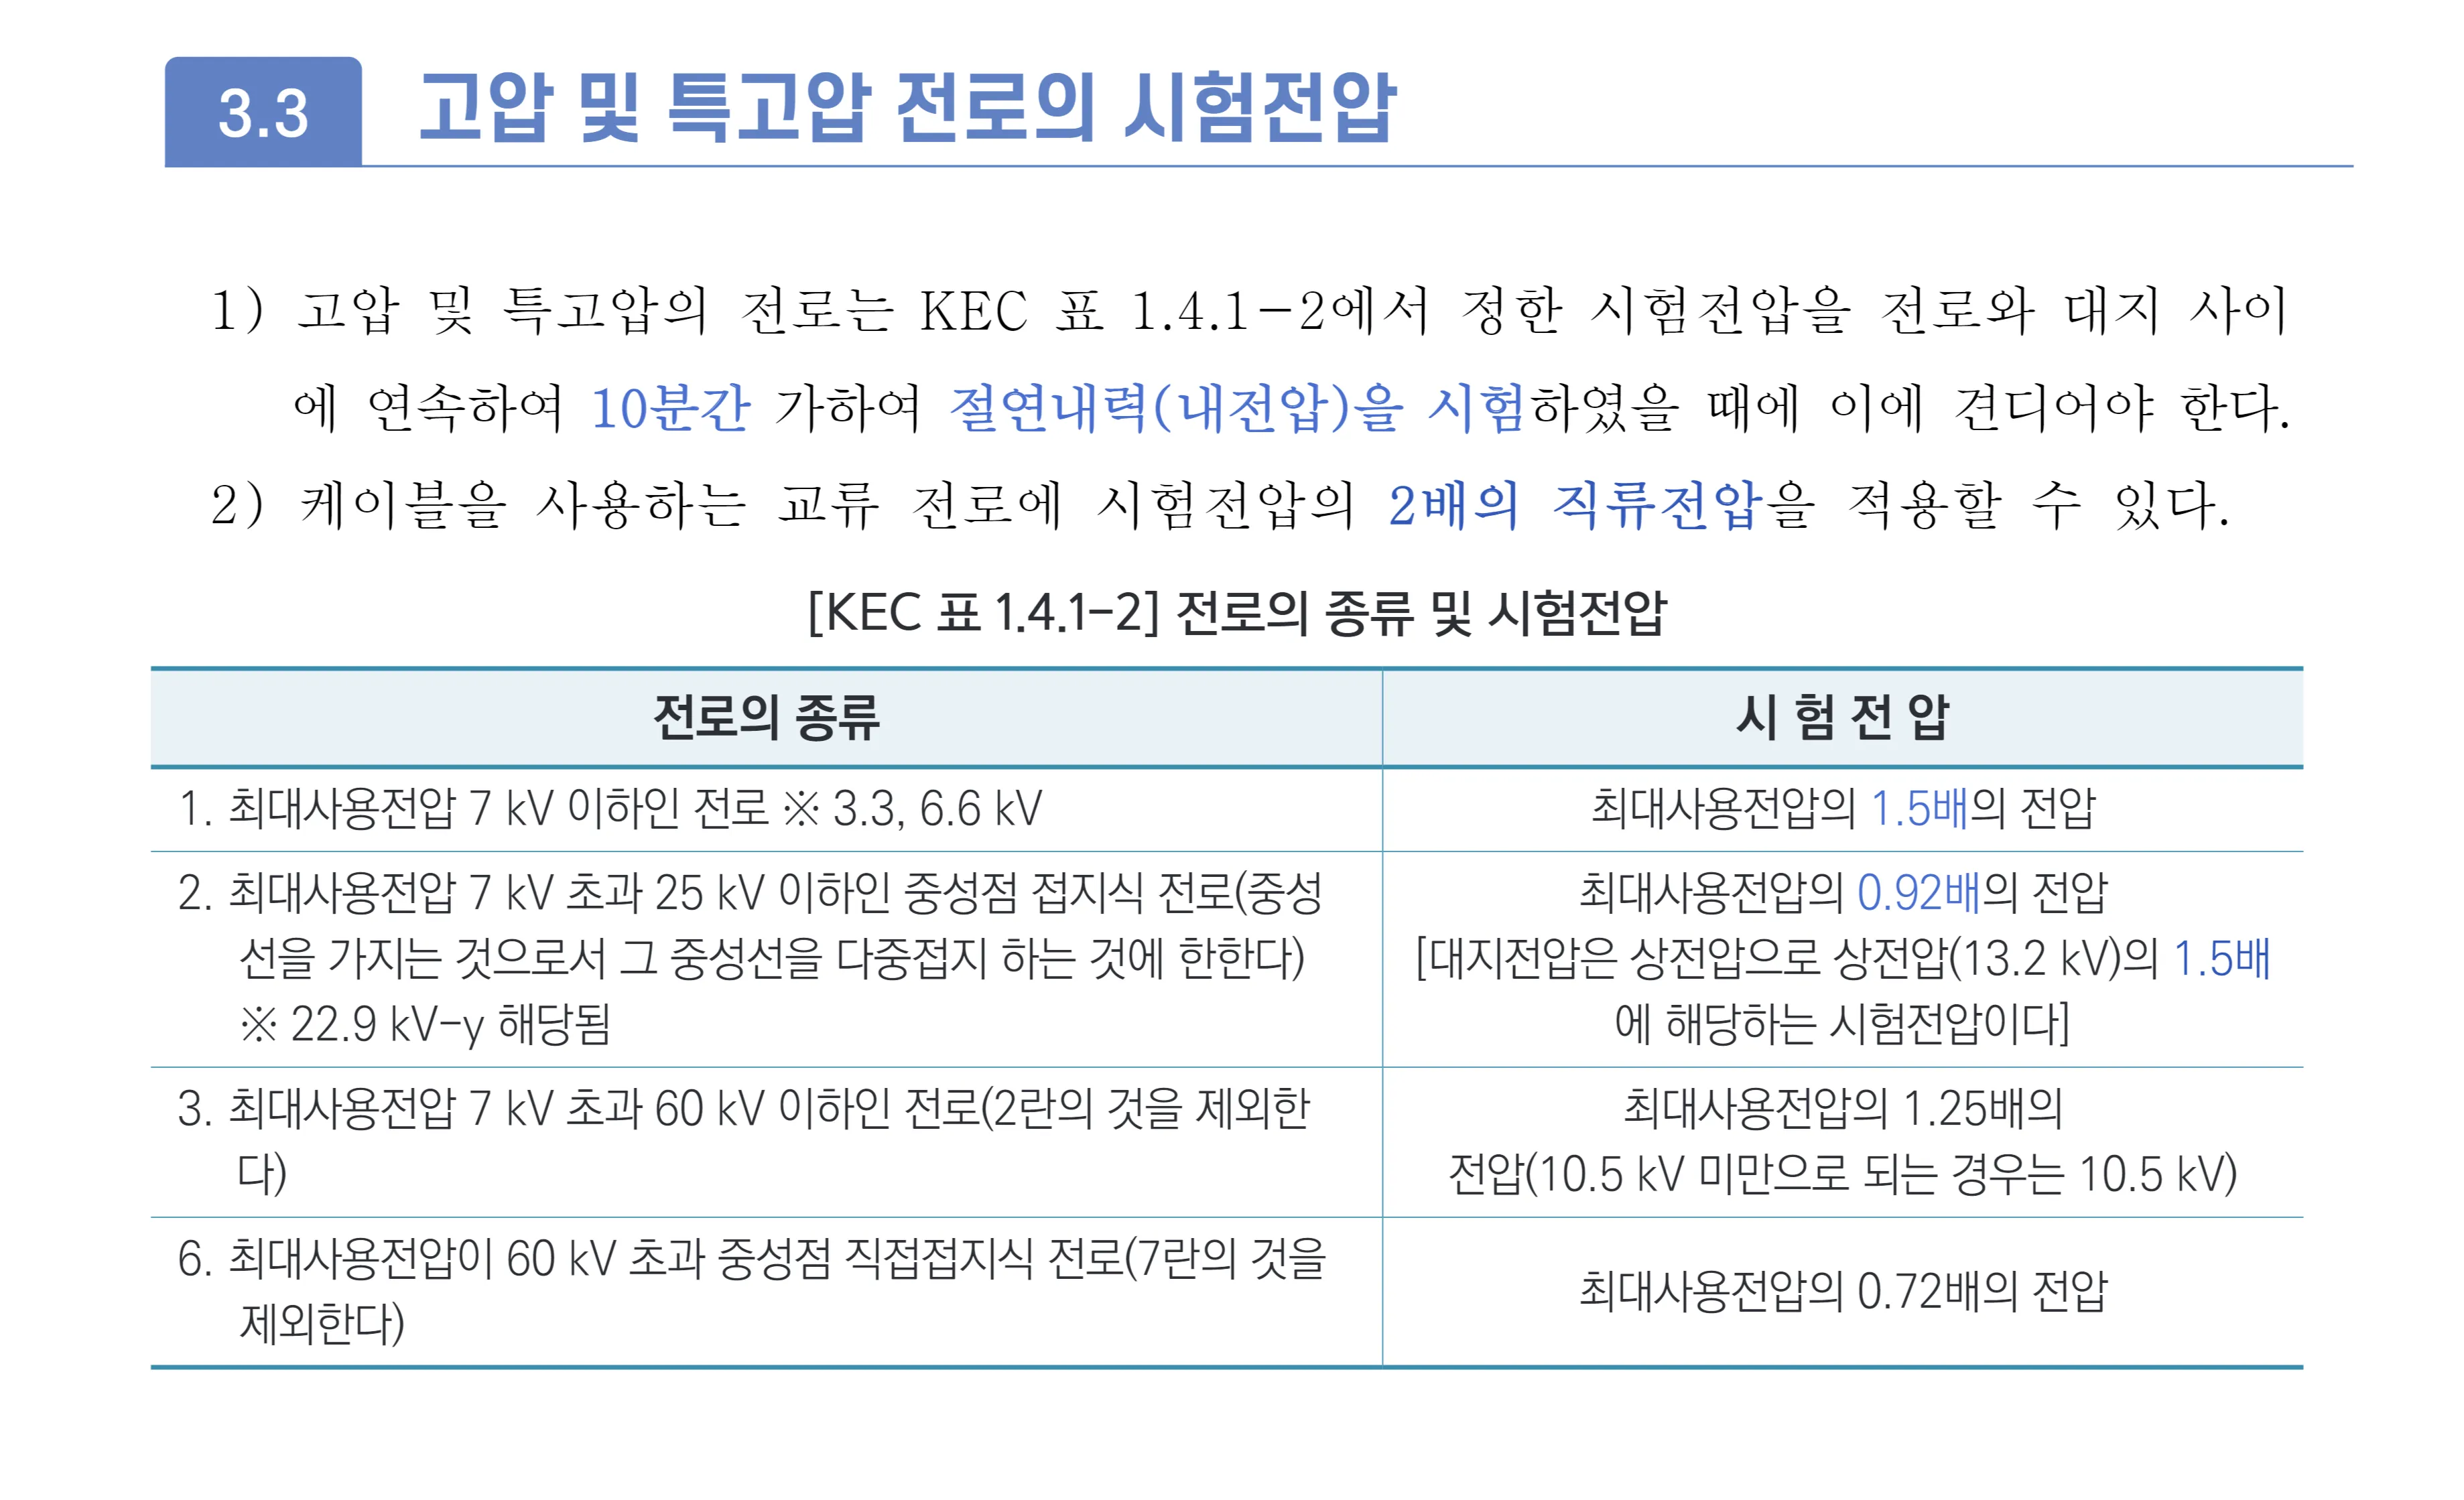 3.3 고압 및 특고압 전로의 시험전압
1) 고압 및 특고압의 전로는 KEC 표 1.4.1-2에서 정한 시험전압을 전로와 대지 사이
에 연속하여 10분간 가하여 절연내력(내전압)을 시험하였을 때에 이에 견디어야 한다.
2) 케이블을 사용하는 교류 전로에 시험전압의 2배의 직류전압을 적용할 수 있다.
[KEC 표 1.4.1-2] 전로의 종류 및 시험전압
전로의 종류
시 험 전 압
1. 최대사용전압 7 kV 이하인 전로 ※ 3.3, 6.6 kV
최대사용전압의 1.5배의 전압
2. 최대사용전압 7 kV 초과 25 kV 이하인 중성점 접지식 전로(중성
선을 가지는 것으로서 그 중성선을 다중접지 하는 것에 한한다)
※ 22.9 kV-y 해당됨
최대사용전압의 0.92배의 전압
[대지전압은 상전압으로 상전압(13.2 kV)의 1.5배
에 해당하는 시험전압이다]
3. 최대사용전압 7 kV 초과 60 kV 이하인 전로(2란의 것을 제외한
다)
최대사용전압의 1.25배의
전압(10.5 kV 미만으로 되는 경우는 10.5 kV)
6. 최대사용전압이 60 kV 초과 중성점 직접접지식 전로(7란의 것을
제외한다)
최대사용전압의 0.72배의 전압